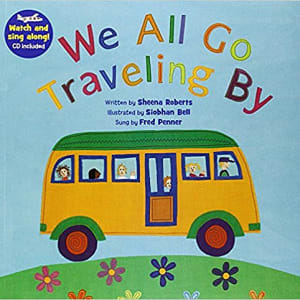 Watch and
sing along!
CD included
We All Go
Traveling By
Written by Sheena Roberts
Illustrated by Siobhan Bell
Sung by Fred Penner